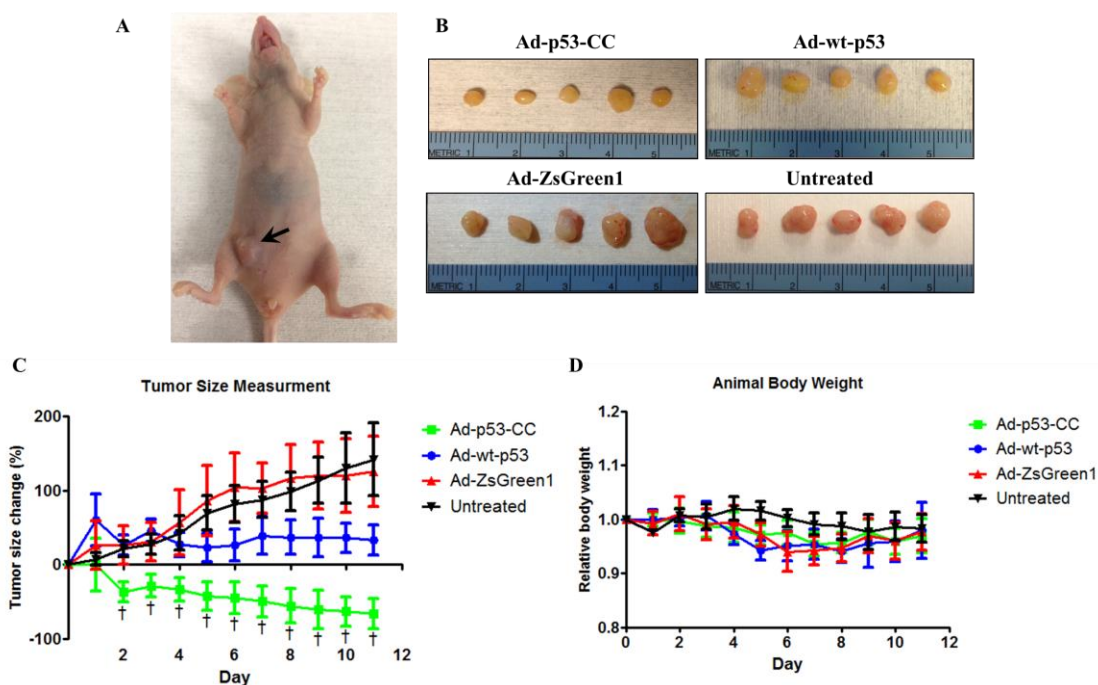 A
B
Ad-p53-CC
Ad-wt-p53
METRIC 1 2 3 4 5
METRIC 1 2 3 4 5
Ad-ZsGreen1
Untreated
METRIC 1 2 3 4 5
METRIC 1 2 3 4 5
C
Tumor Size Measurment
Tumor size change (%)
200
100
0
-100
2 4 6 8 10 12
† † † † † † † † † †
Day
Ad-p53-CC
Ad-wt-p53
Ad-ZsGreen1
Untreated
D
Animal Body Weight
Relative body weight
1.2
1.1
1.0
0.9
0.8
0 2 4 6 8 10 12
Day
Ad-p53-CC
Ad-wt-p53
Ad-ZsGreen1
Untreated